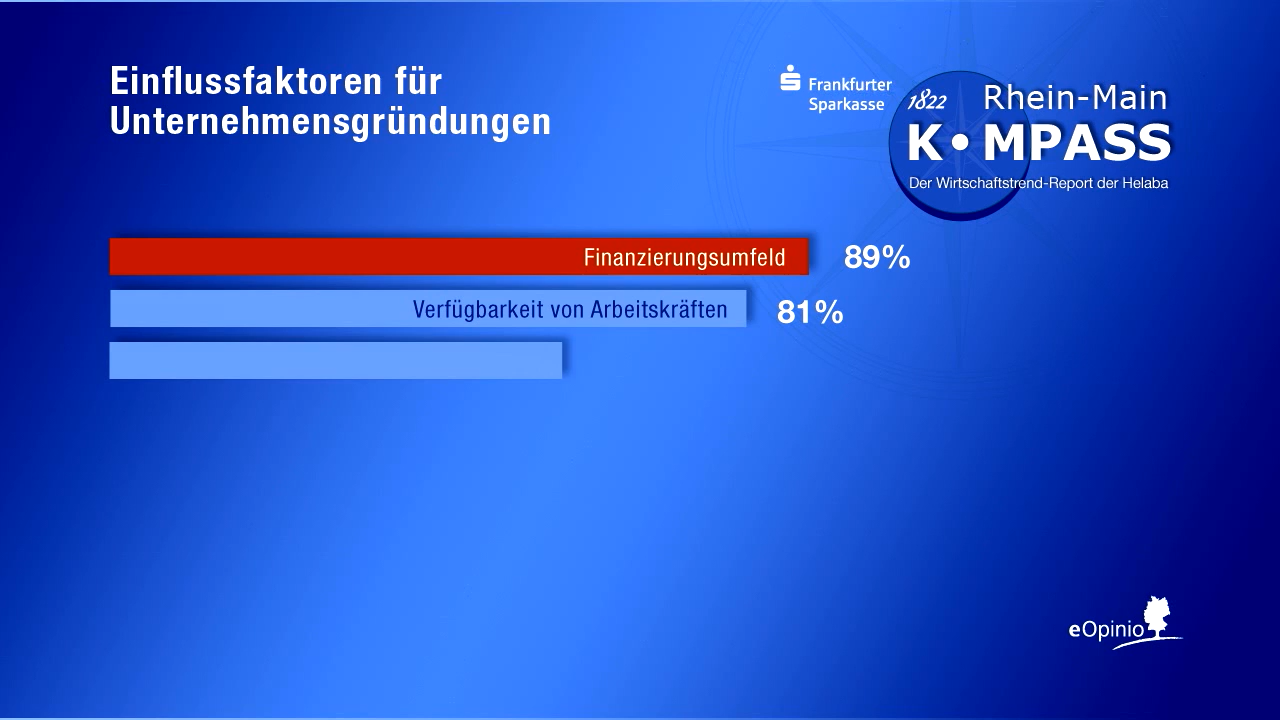 Einflussfaktoren für
Unternehmensgründungen
Frankfurter
Sparkasse
1822
Rhein-Main
K•MPASS
Der Wirtschaftstrend-Report der Helaba
Finanzierungsumfeld 89%
Verfügbarkeit von Arbeitskräften 81%
eOpinio